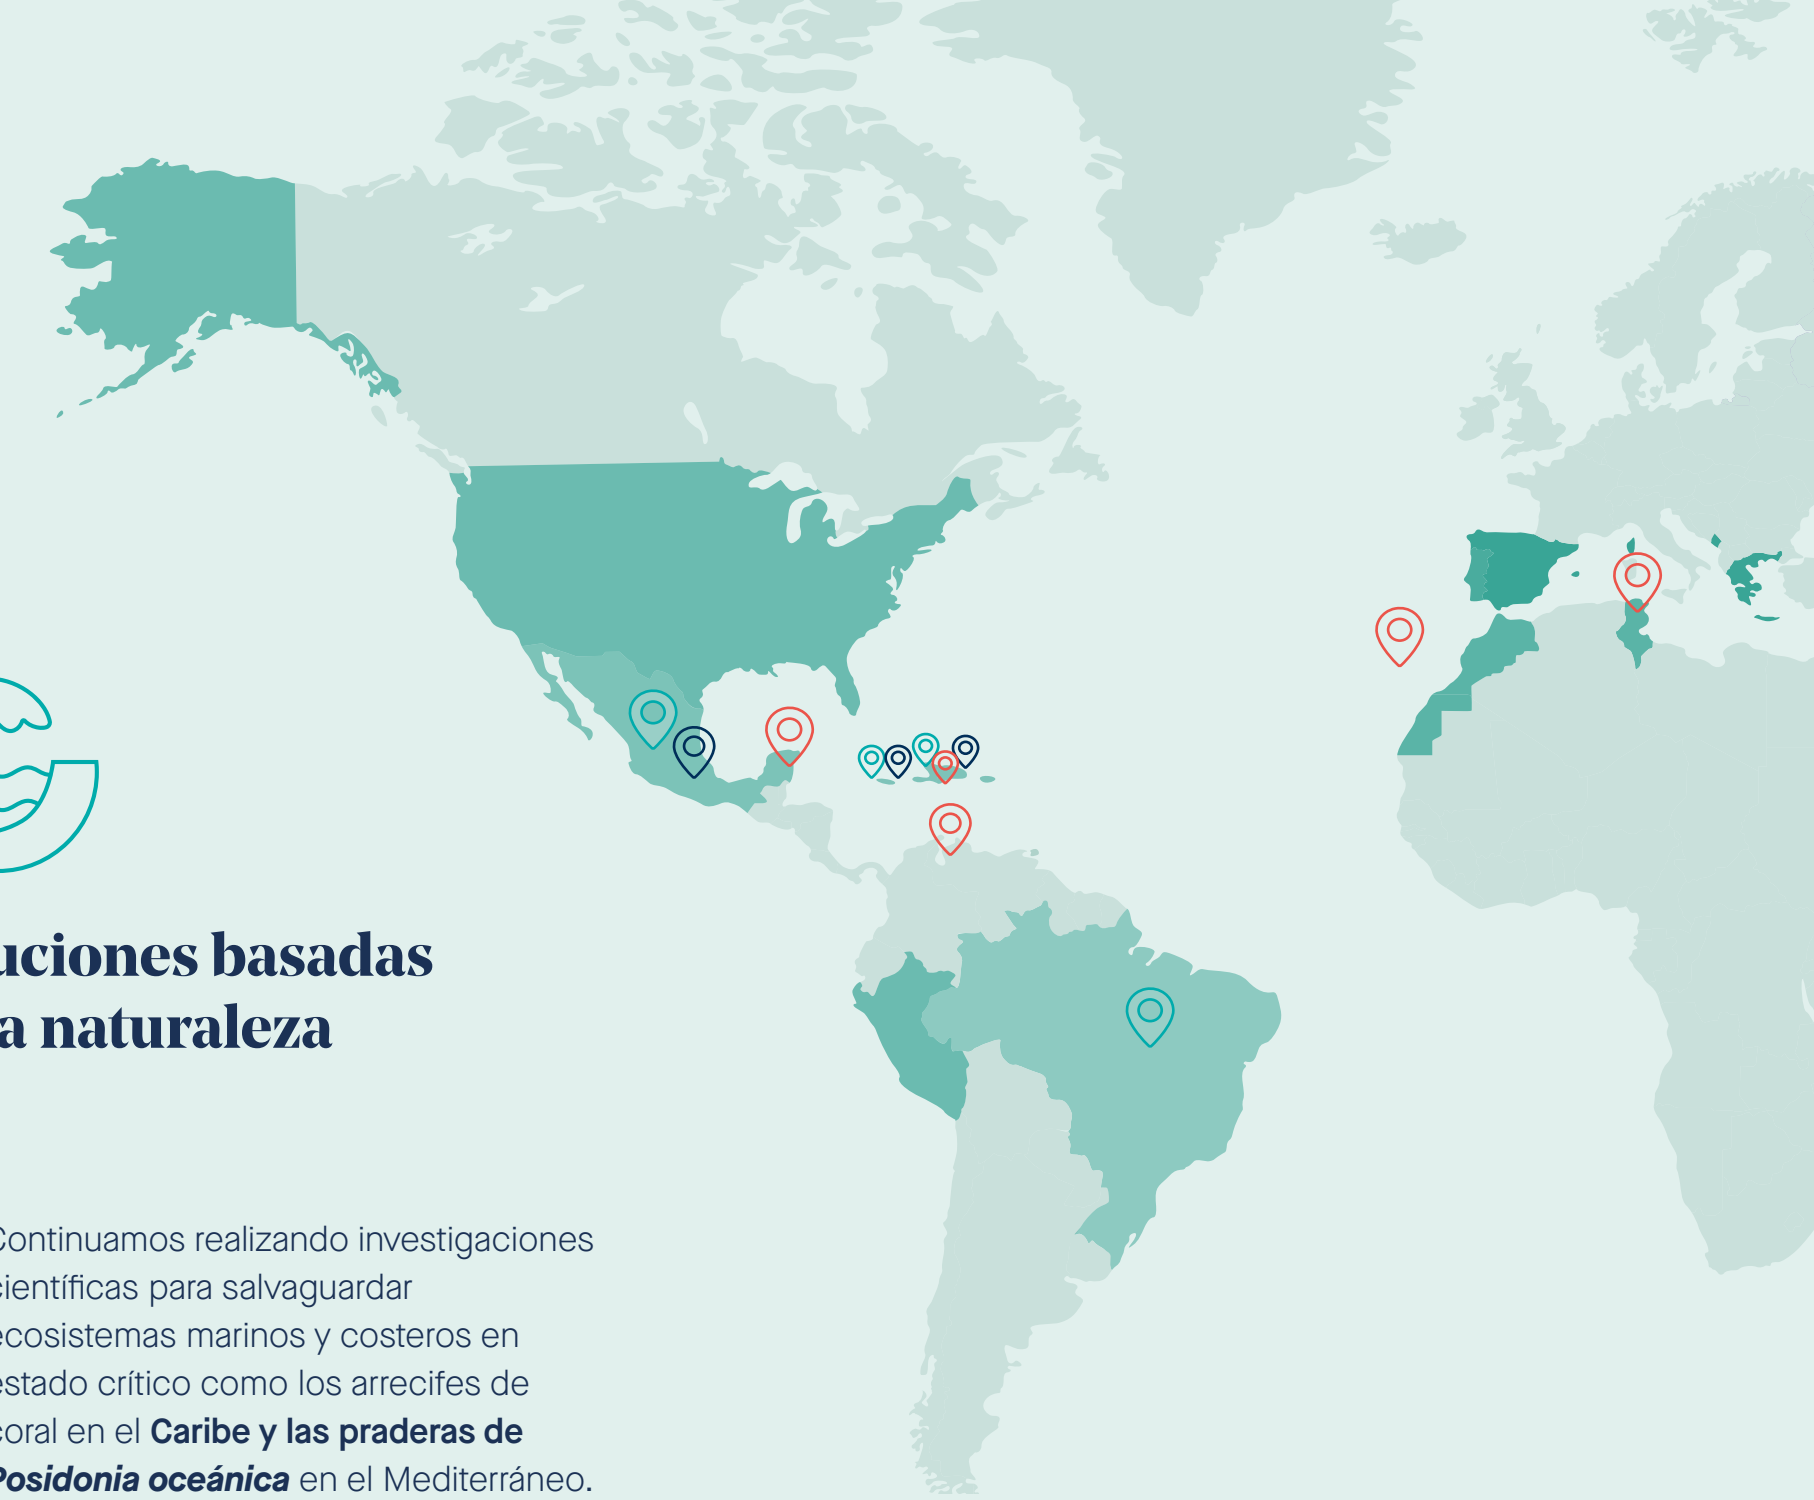 uciones basadas
a naturaleza
Continuamos realizando investigaciones
científicas para salvaguardar
ecosistemas marinos y costeros en
estado crítico como los arrecifes de
coral en el Caribe y las praderas de
Posidonia oceánica en el Mediterráneo.